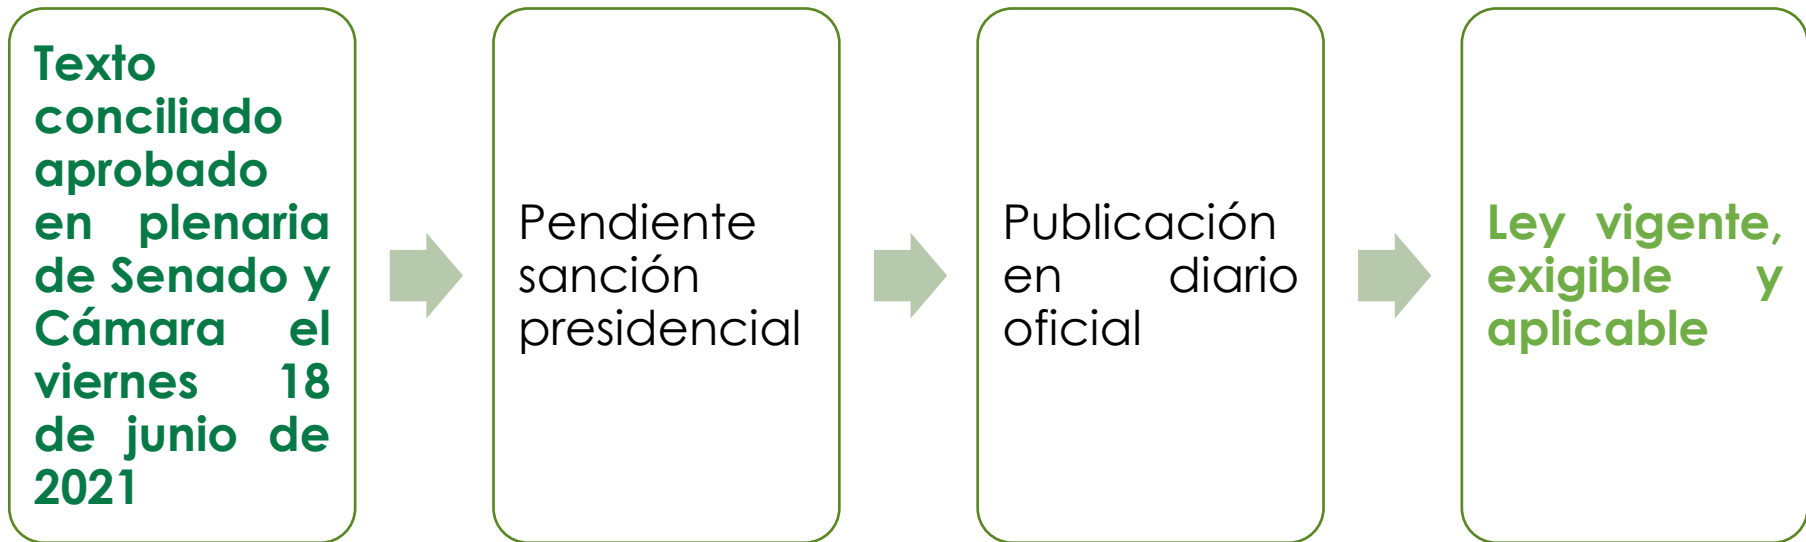 Texto
conciliado
aprobado
en plenaria
de Senado y
Cámara el
viernes 18
de junio de
2021
Pendiente
sanción
presidencial
Publicación
en diario
oficial
Ley vigente,
exigible y
aplicable